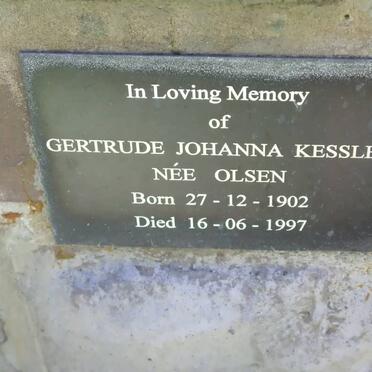 In Loving Memory
of
GERTRUDE JOHANNA KESSLE
NÉE OLSEN
Born 27 - 12 - 1902
Died 16 - 06 - 1997